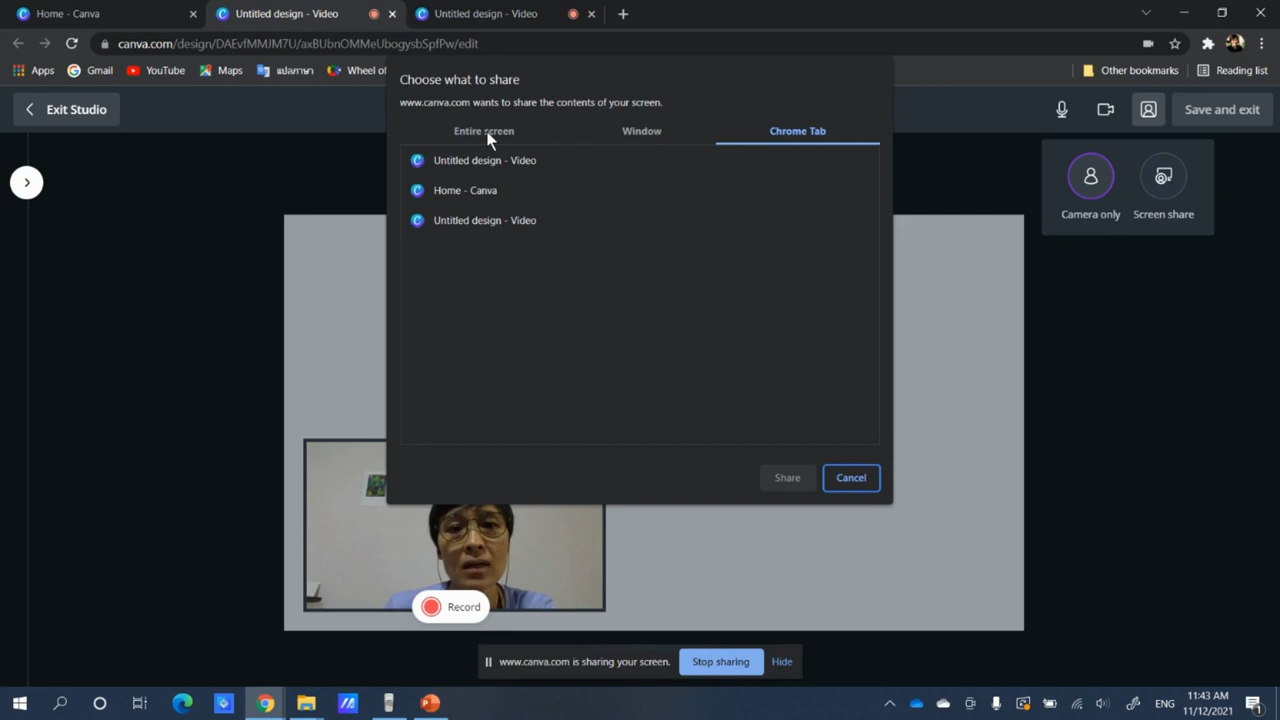 Home - Canva
Untitled design - Video
Untitled design - Video
canva.com/design/DAEvfMMJM7U/axBUbnOMMeUbogysbSpfPw/edit
Apps
Gmail
YouTube
Maps
แปลภาษา
Wheel of
Other bookmarks
Reading list
Choose what to share
www.canva.com wants to share the contents of your screen.
Exit Studio
Save and exit
Entire screen
Window
Chrome Tab
Untitled design - Video
Home - Canva
Untitled design - Video
Camera only
Screen share
Share
Cancel
Record
www.canva.com is sharing your screen.
Stop sharing
Hide
ENG
11:43 AM
11/12/2021
1